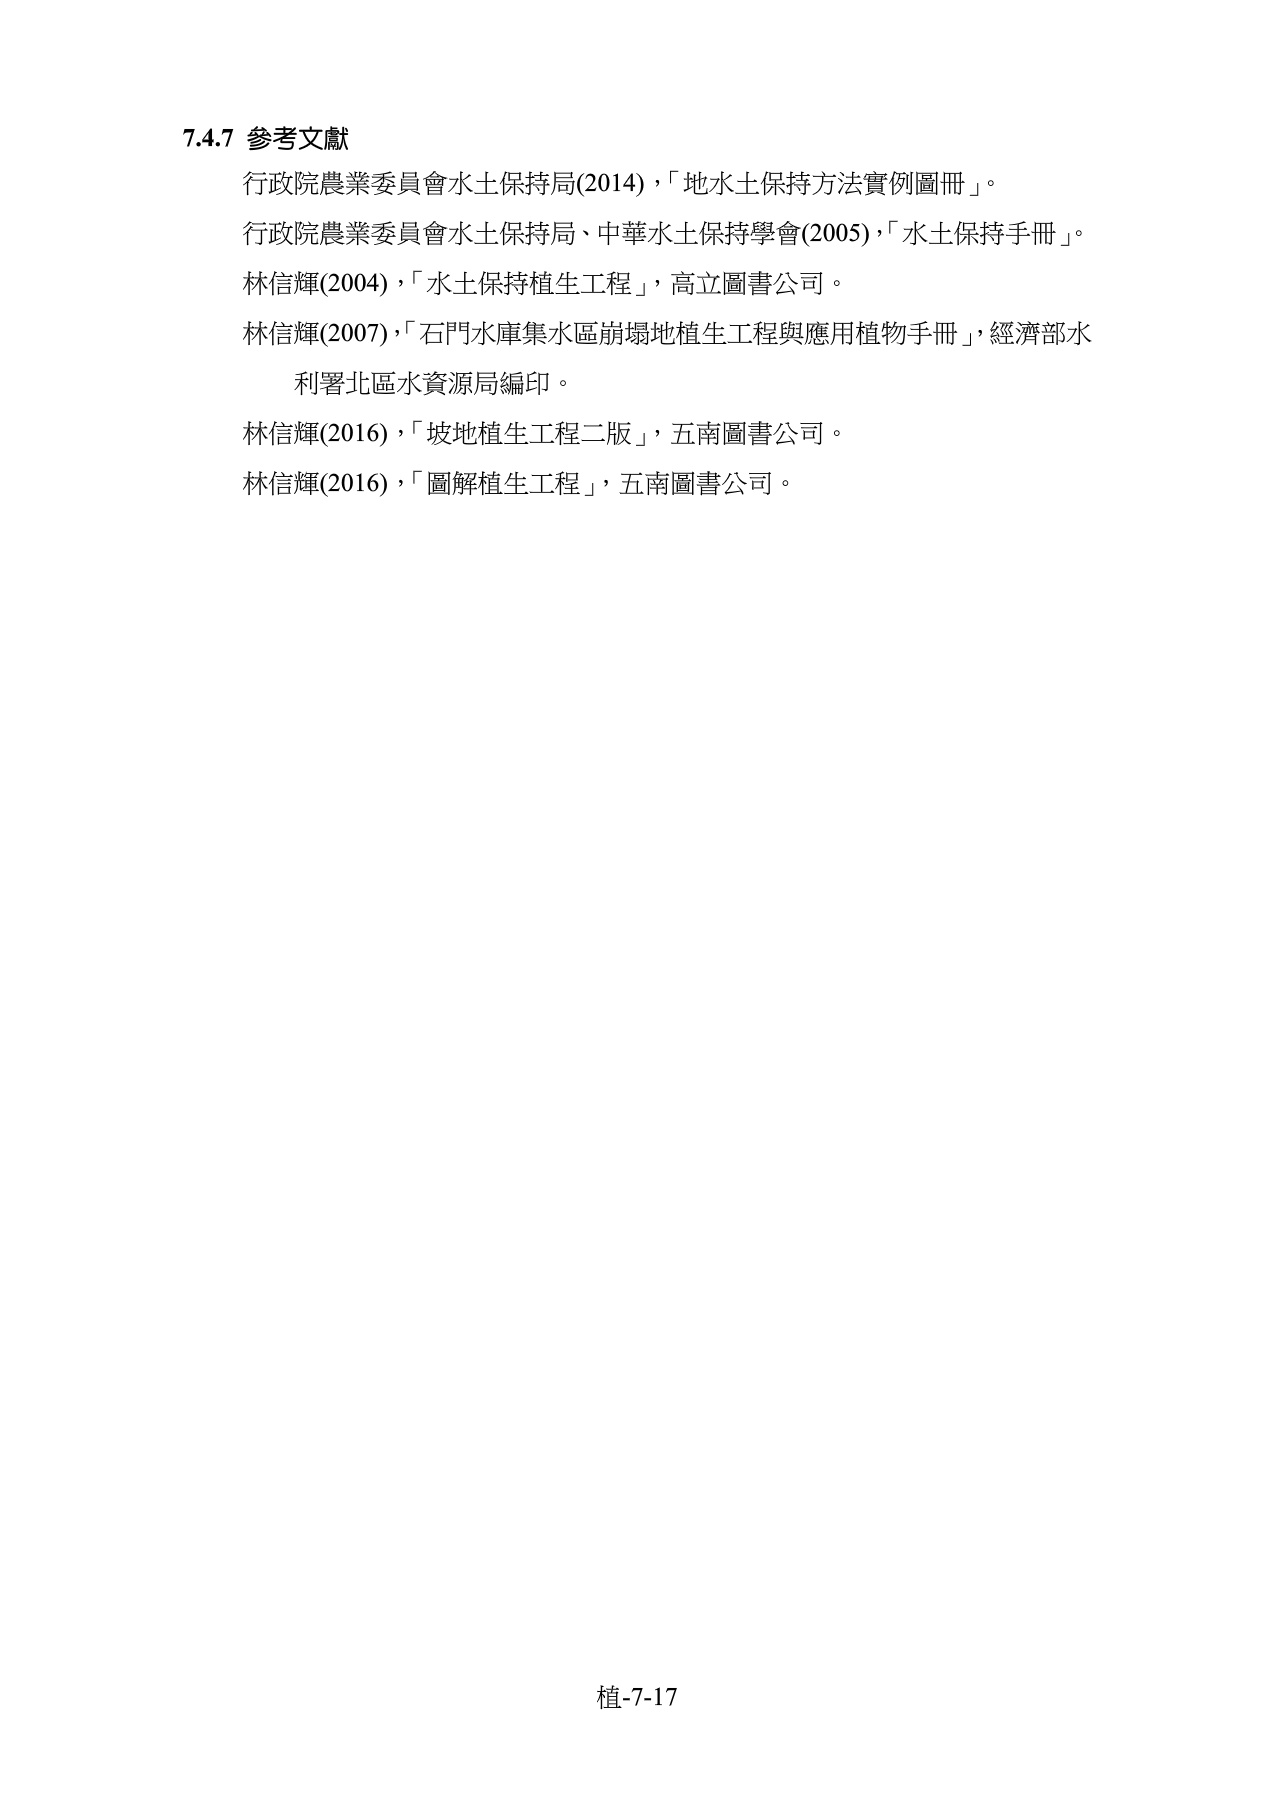 7.4.7 參考文獻
行政院農業委員會水土保持局(2014)，「地水土保持方法實例圖冊」。
行政院農業委員會水土保持局、中華水土保持學會(2005)，「水土保持手冊」。
林信輝(2004)，「水土保持植生工程」，高立圖書公司。
林信輝(2007)，「石門水庫集水區崩塌地植生工程與應用植物手冊」，經濟部水
利署北區水資源局編印。
林信輝(2016)，「坡地植生工程二版」，五南圖書公司。
林信輝(2016)，「圖解植生工程」，五南圖書公司。
植-7-17